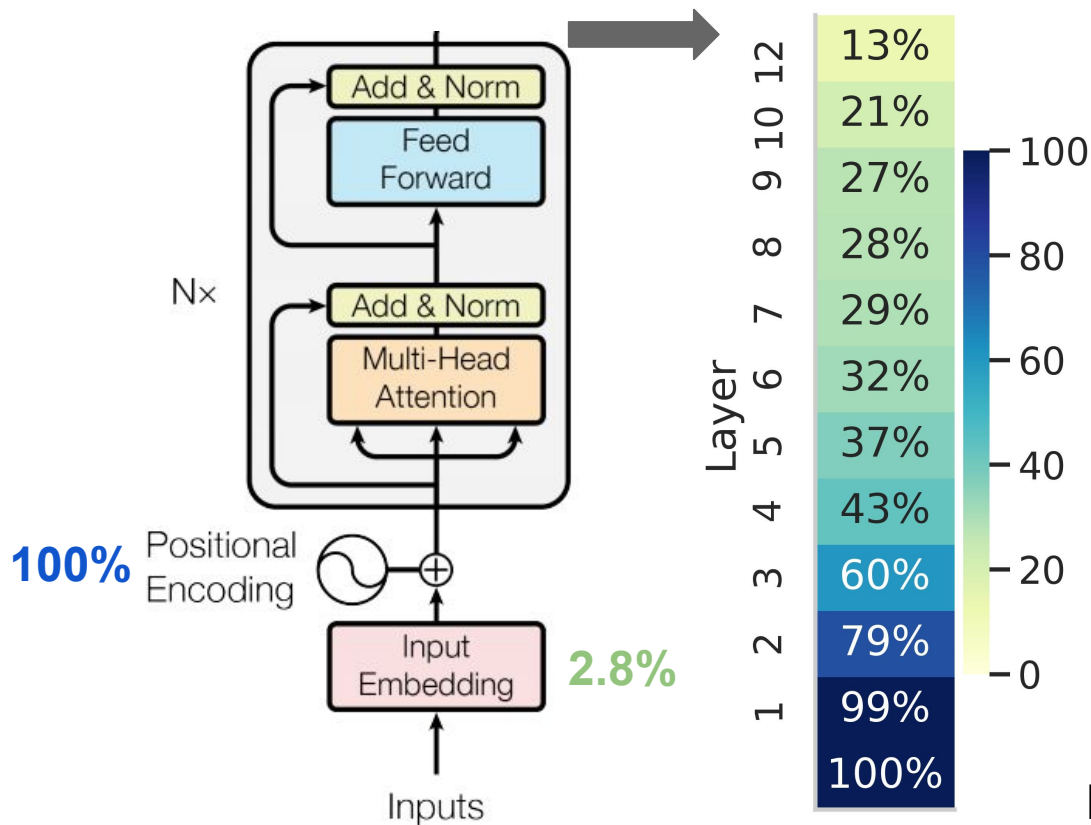 Add & Norm
Feed
Forward
N×
Add & Norm
Multi-Head
Attention
100%
Positional
Encoding
Input
Embedding
2.8%
Inputs
Layer
12
10
9
8
7
6
5
4
3
2
1
13%
21%
27%
28%
29%
32%
37%
43%
60%
79%
99%
100%
100
80
60
40
20
0